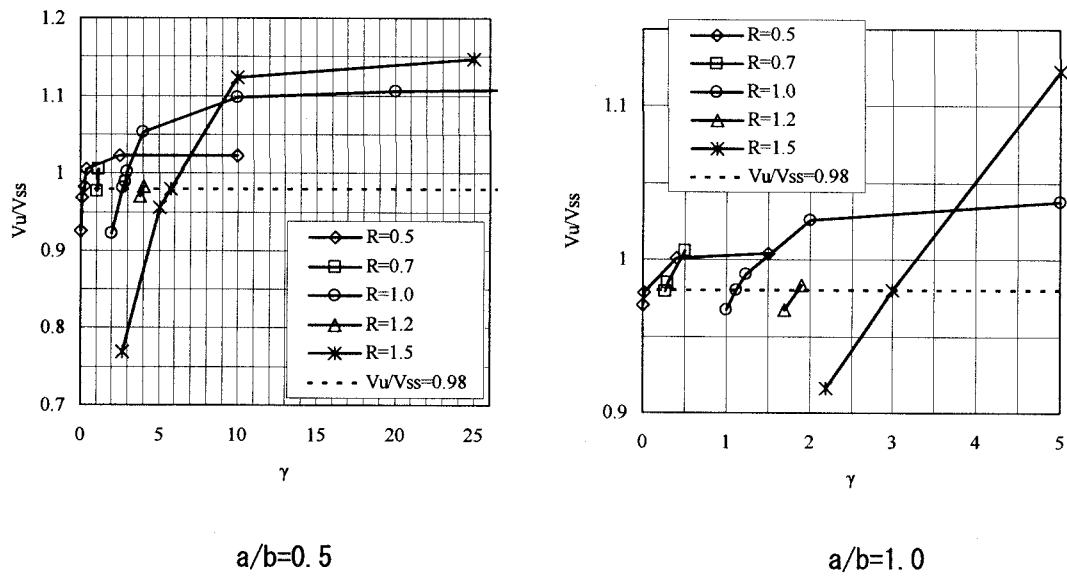 1.2
1.1
1
0.9
0.8
0.7
Vu/Vss
0 5 10 15 20 25
γ
R=0.5
R=0.7
R=1.0
R=1.2
R=1.5
Vu/Vss=0.98
a/b=0.5
1.1
1
0.9
Vu/Vss
0 1 2 3 4 5
γ
R=0.5
R=0.7
R=1.0
R=1.2
R=1.5
Vu/Vss=0.98
a/b=1.0